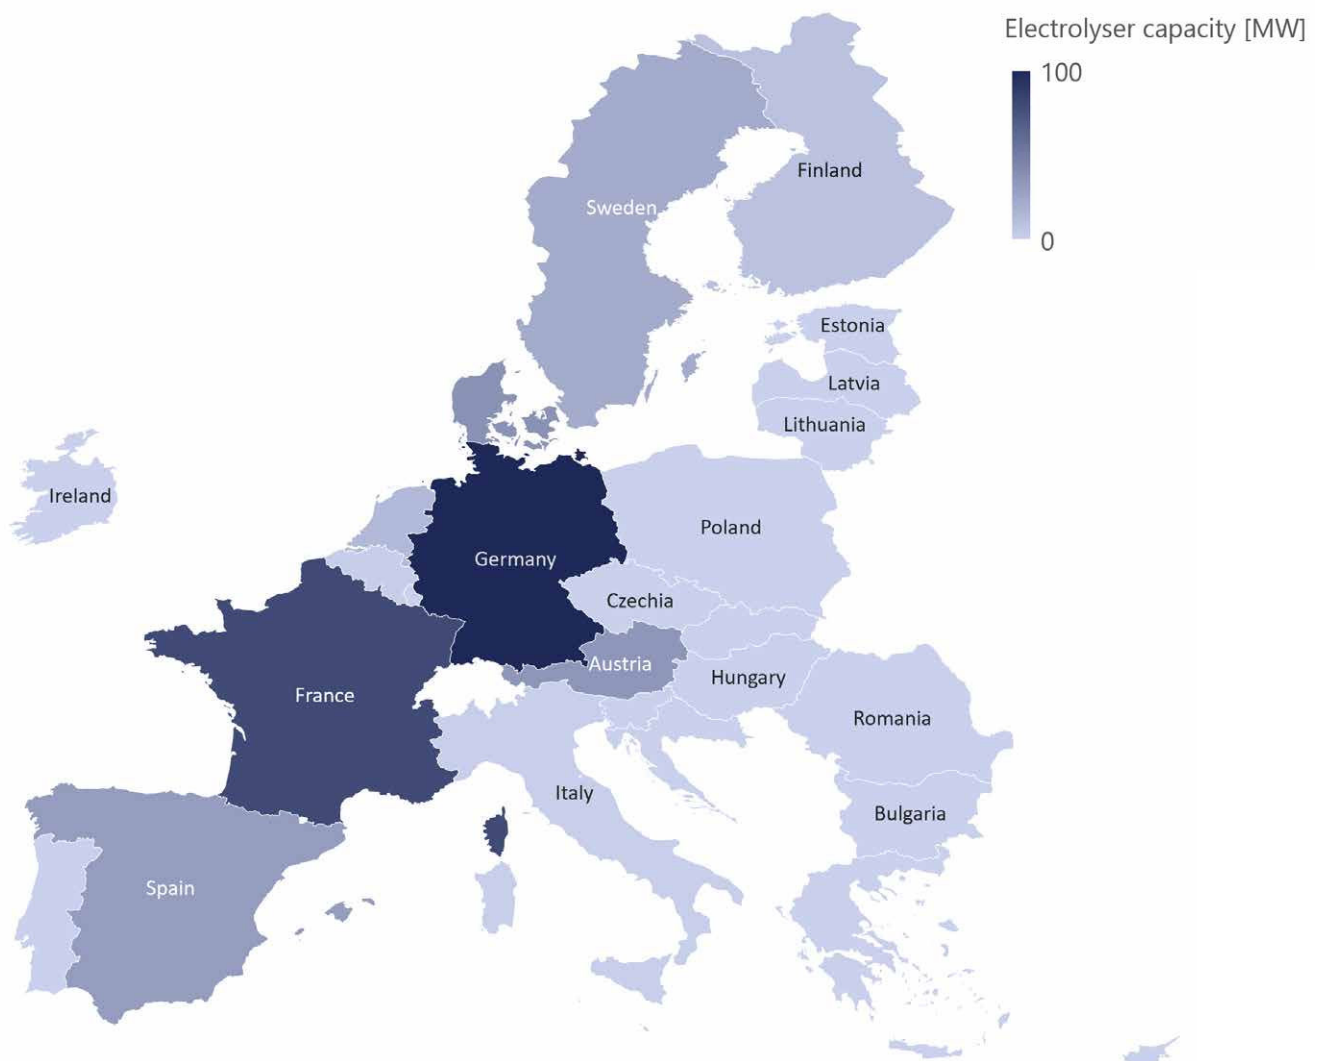 Electrolyser capacity [MW]
100
0
Finland
Sweden
Estonia
Latvia
Lithuania
Ireland
Poland
Germany
Czechia
Austria
Hungary
France
Romania
Italy
Bulgaria
Spain